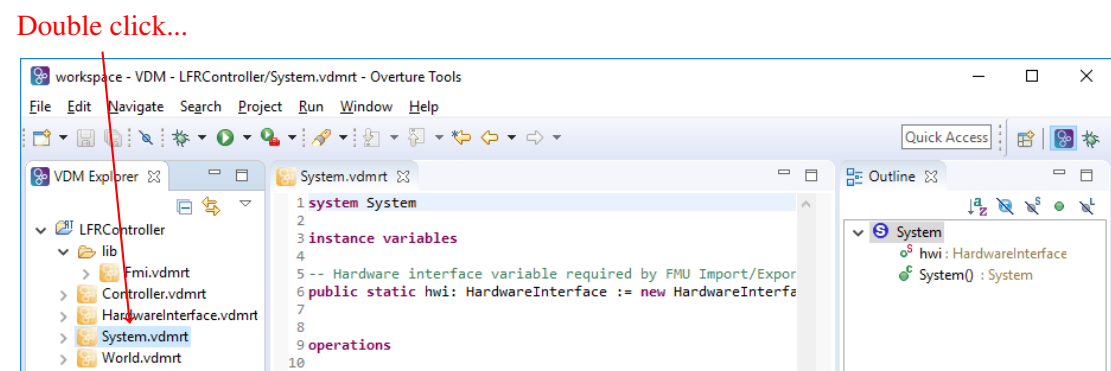 Double click...
workspace - VDM - LFRController/System.vdmrt - Overture Tools
File Edit Navigate Search Project Run Window Help
Quick Access
VDM Explorer
System.vdmrt
Outline
LFRController
lib
Fmi.vdmrt
Controller.vdmrt
HardwareInterface.vdmrt
System.vdmrt
World.vdmrt
1 system System
2
3 instance variables
4
5 -- Hardware interface variable required by FMU Import/Expor
6 public static hwi: HardwareInterface := new HardwareInterfa
7
8
9 operations
10
System
hwi : HardwareInterface
System() : System